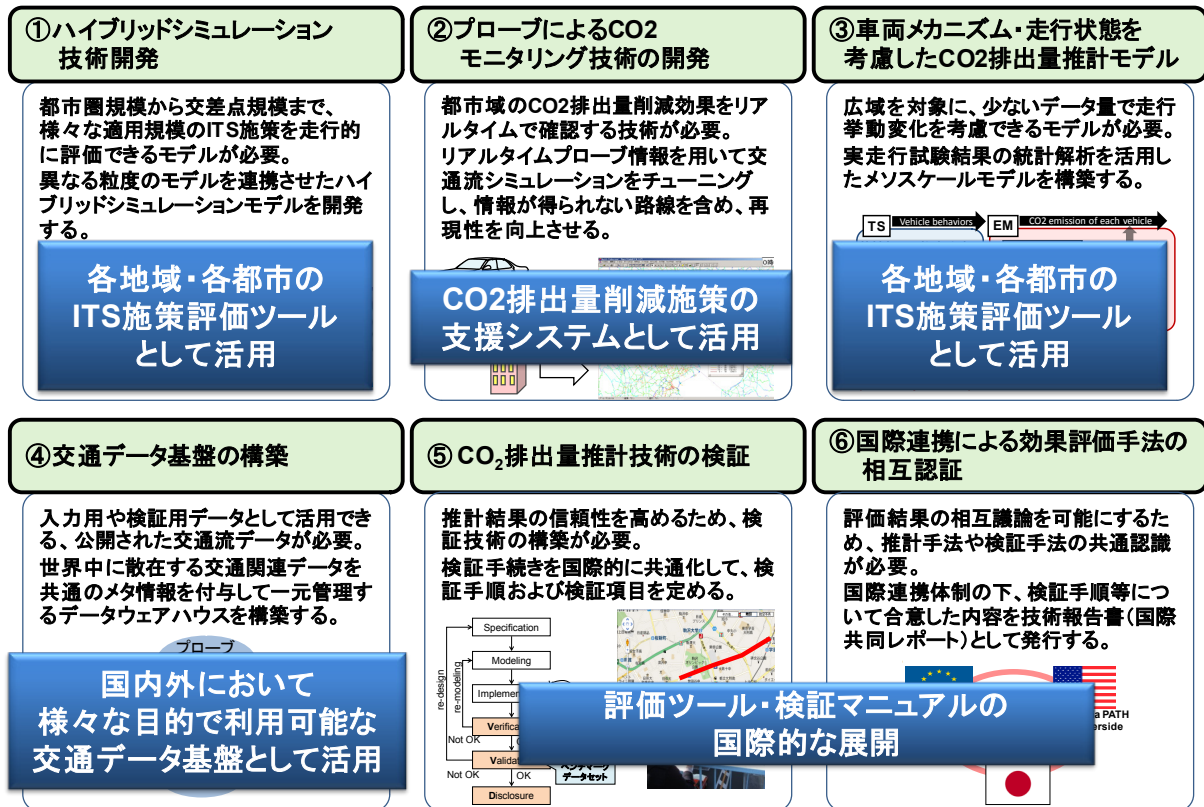 ①ハイブリッドシミュレーション
技術開発
都市圏規模から交差点規模まで、
様々な適用規模のITS施策を走行的
に評価できるモデルが必要。
異なる粒度のモデルを連携させたハイ
ブリッドシミュレーションモデルを開発
する。
各地域・各都市の
ITS施策評価ツール
として活用
②プローブによるCO2
モニタリング技術の開発
都市域のCO2排出量削減効果をリア
ルタイムで確認する技術が必要。
リアルタイムプローブ情報を用いて交
通流シミュレーションをチューニング
し、情報が得られない路線を含め、再
現性を向上させる。
CO2排出量削減施策の
支援システムとして活用
③車両メカニズム・走行状態を
考慮したCO2排出量推計モデル
広域を対象に、少ないデータ量で走行
挙動変化を考慮できるモデルが必要。
実走行試験結果の統計解析を活用し
たメソスケールモデルを構築する。
TS Vehicle behaviors EM CO2 emission of each vehicle
各地域・各都市の
ITS施策評価ツール
として活用
④交通データ基盤の構築
入力用や検証用データとして活用でき
る、公開された交通流データが必要。
世界中に散在する交通関連データを
共通のメタ情報を付与して一元管理す
るデータウェアハウスを構築する。
プローブ
国内外において
様々な目的で利用可能な
交通データ基盤として活用
⑤CO2排出量推計技術の検証
推計結果の信頼性を高めるため、検
証技術の構築が必要。
検証手続きを国際的に共通化して、検
証手順および検証項目を定める。
Specification
Modeling
Implemen
Verifica
Not OK
Valida
Not OK
OK
Disclosure
re-design
re-modeling
ベンチマーク
データセット
⑥国際連携による効果評価手法の
相互認証
評価結果の相互議論を可能にするた
め、推計手法や検証手法の共通認識
が必要。
国際連携体制の下、検証手順等につ
いて合意した内容を技術報告書(国際
共同レポート)として発行する。
a PATH
erside
評価ツール・検証マニュアルの
国際的な展開